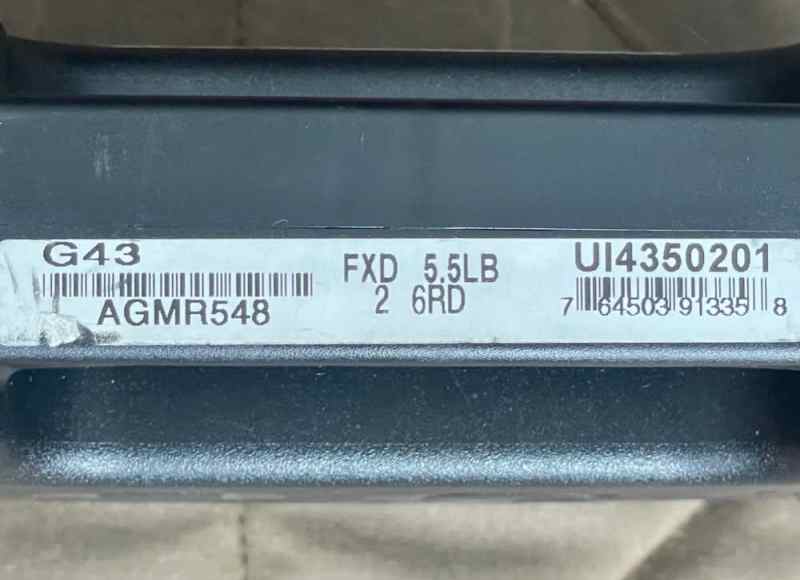 G43
AGMR548
FXD 5.5LB
2 6RD
UI4350201
7 64503 91335 8